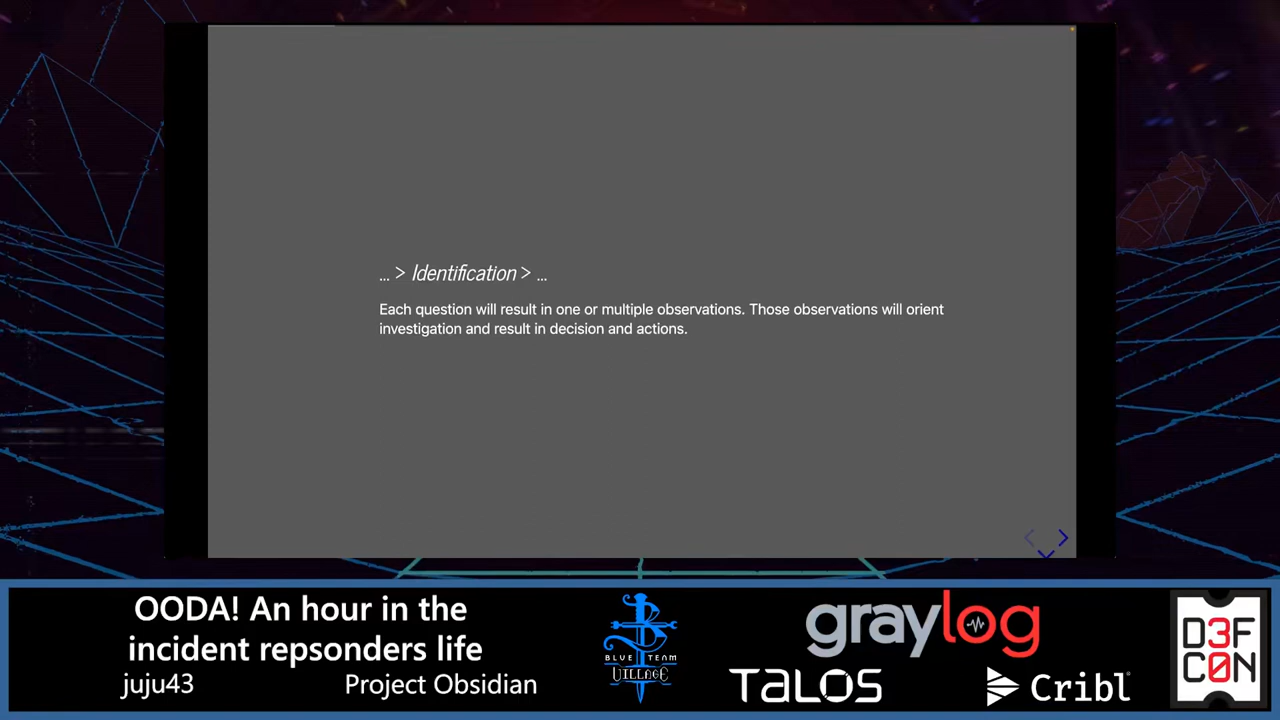 ... > Identification > ...
Each question will result in one or multiple observations. Those observations will orient
investigation and result in decision and actions.
OODA! An hour in the
incident repsonders life
juju43
Project Obsidian
BLUE TEAM
VILLAGE
graylog
TALOS
Cribl
D3F
C0N